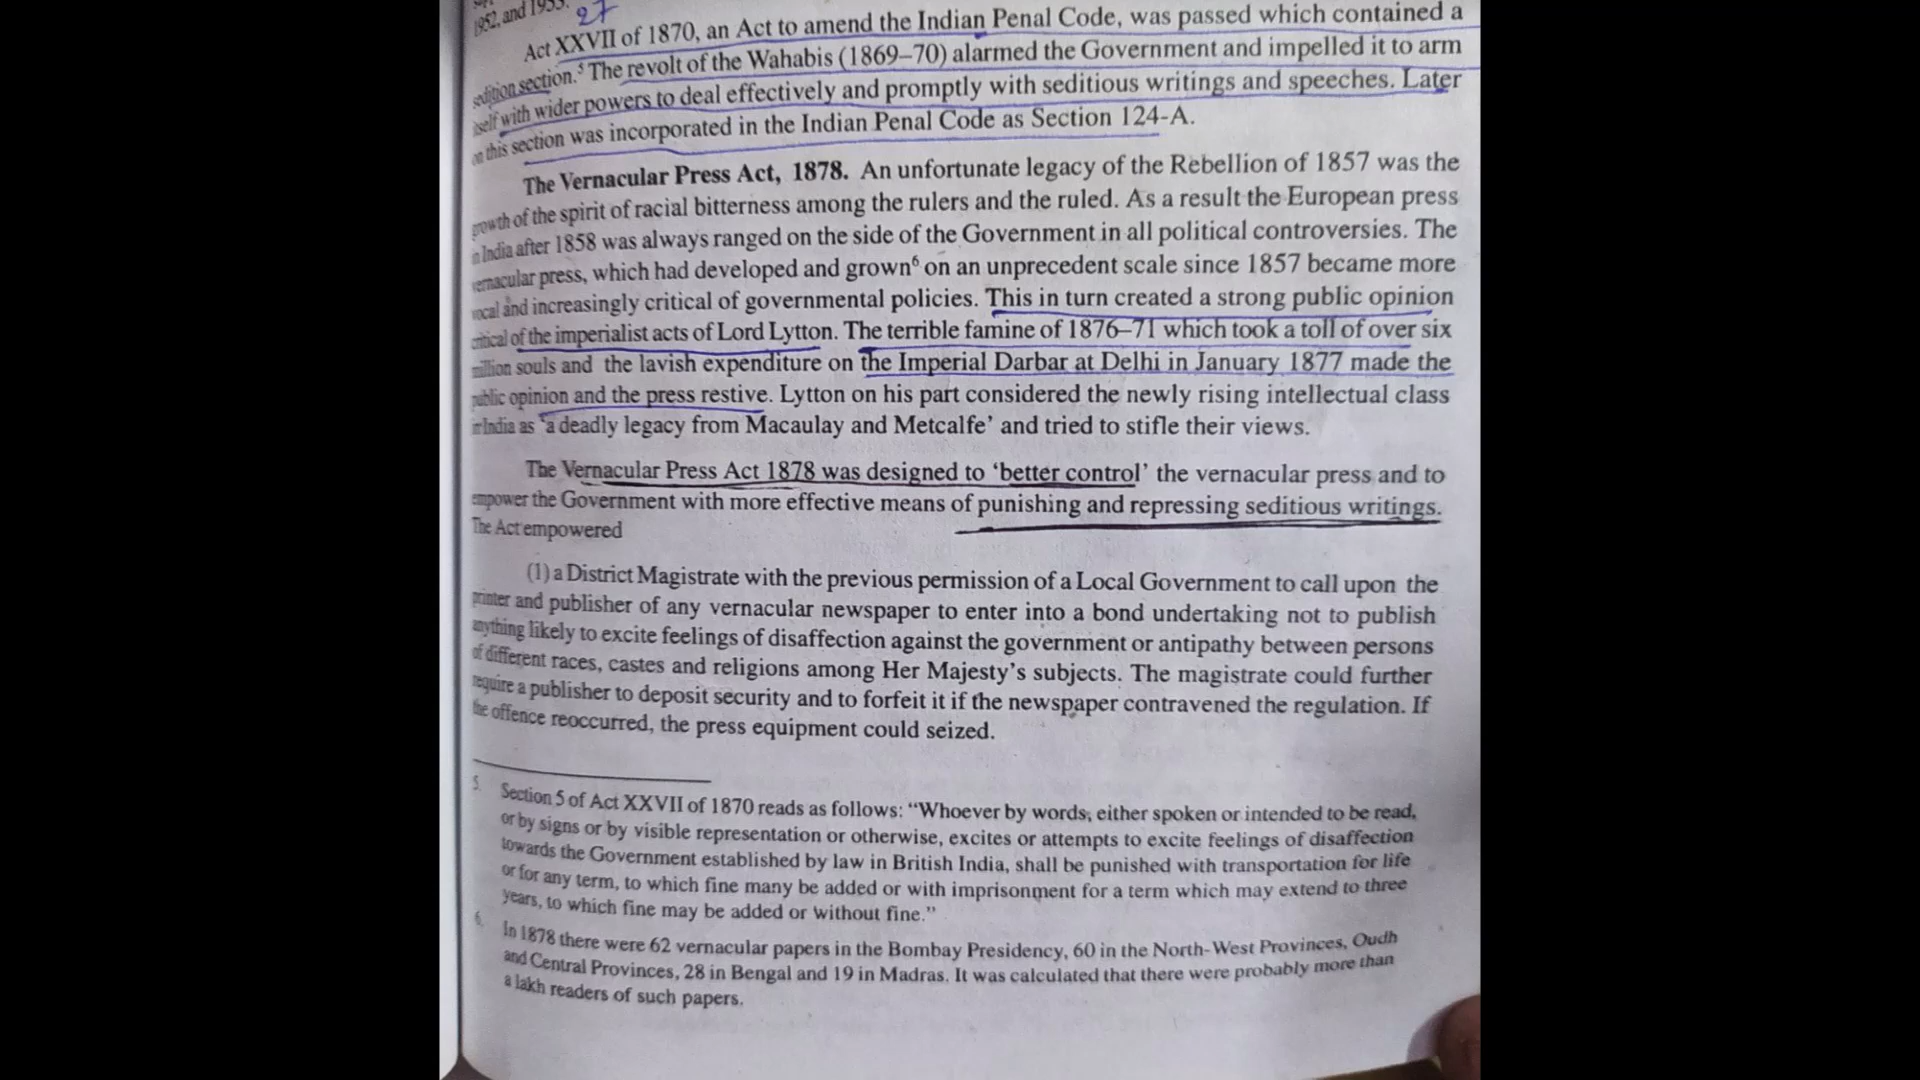 1952, and 1953.
27
Act XXVII of 1870, an Act to amend the Indian Penal Code, was passed which contained a
sedition section.5 The revolt of the Wahabis (1869–70) alarmed the Government and impelled it to arm
itself with wider powers to deal effectively and promptly with seditious writings and speeches. Later
on this section was incorporated in the Indian Penal Code as Section 124-A.
The Vernacular Press Act, 1878. An unfortunate legacy of the Rebellion of 1857 was the
growth of the spirit of racial bitterness among the rulers and the ruled. As a result the European press
in India after 1858 was always ranged on the side of the Government in all political controversies. The
vernacular press, which had developed and grown6 on an unprecedent scale since 1857 became more
vocal and increasingly critical of governmental policies. This in turn created a strong public opinion
critical of the imperialist acts of Lord Lytton. The terrible famine of 1876–71 which took a toll of over six
million souls and the lavish expenditure on the Imperial Darbar at Delhi in January 1877 made the
public opinion and the press restive. Lytton on his part considered the newly rising intellectual class
in India as ‘a deadly legacy from Macaulay and Metcalfe’ and tried to stifle their views.
The Vernacular Press Act 1878 was designed to ‘better control’ the vernacular press and to
empower the Government with more effective means of punishing and repressing seditious writings.
The Act empowered
(1) a District Magistrate with the previous permission of a Local Government to call upon the
printer and publisher of any vernacular newspaper to enter into a bond undertaking not to publish
anything likely to excite feelings of disaffection against the government or antipathy between persons
of different races, castes and religions among Her Majesty’s subjects. The magistrate could further
require a publisher to deposit security and to forfeit it if the newspaper contravened the regulation. If
the offence reoccurred, the press equipment could seized.
5. Section 5 of Act XXVII of 1870 reads as follows: “Whoever by words, either spoken or intended to be read,
or by signs or by visible representation or otherwise, excites or attempts to excite feelings of disaffection
towards the Government established by law in British India, shall be punished with transportation for life
or for any term, to which fine many be added or with imprisonment for a term which may extend to three
years, to which fine may be added or without fine.”
6. In 1878 there were 62 vernacular papers in the Bombay Presidency, 60 in the North-West Provinces, Oudh
and Central Provinces, 28 in Bengal and 19 in Madras. It was calculated that there were probably more than
a lakh readers of such papers.